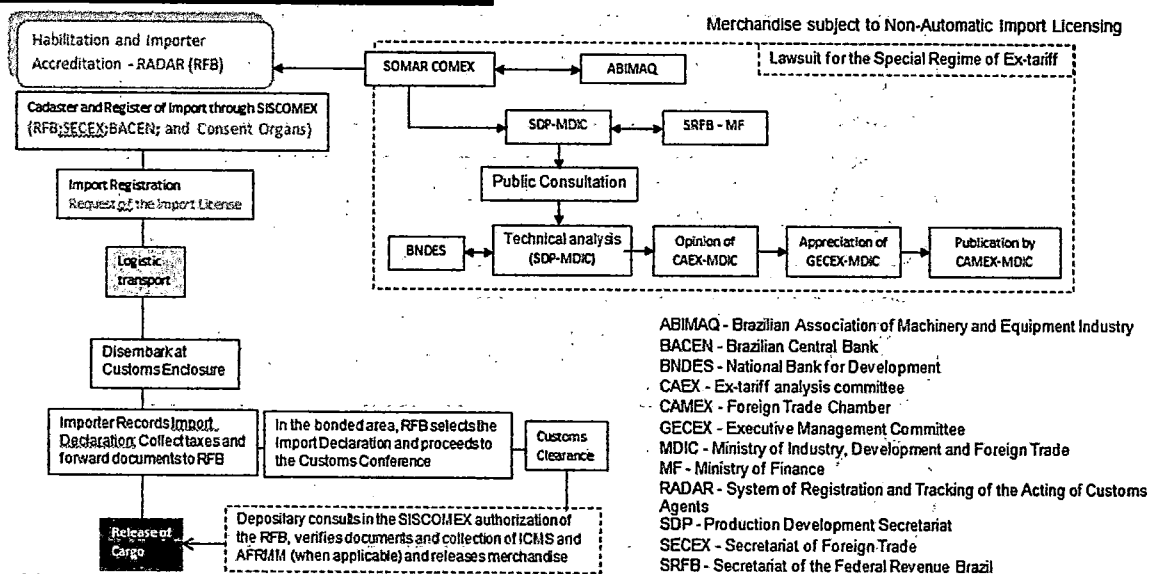 Merchandise subject to Non-Automatic Import Licensing
Habilitation and Importer
Accreditation - RADAR (RFB)
Cadaster and Register of Import through SISCOMEX
(RFB;SECEX;BACEN; and Consent Organs)
Import Registration
Request of the Import License
Logistic
transport
Disembark at
Customs Enclosure
Importer Records Import
Declaration; Collect taxes and
forward documents to RFB
In the bonded area, RFB selects the
Import Declaration and proceeds to
the Customs Conference
Customs
Clearance
Depositary consults in the SISCOMEX authorization of
the RFB, verifies documents and collection of ICMS and
AFRMM (when applicable) and releases merchandise
Release of
Cargo
Lawsuit for the Special Regime of Ex-tariff
SOMAR COMEX
ABIMAQ
SDP-MDIC
SRFB - MF
Public Consultation
BNDES
Technical analysis
(SDP-MDIC)
Opinion of
CAEX-MDIC
Appreciation of
GECEX-MDIC
Publication by
CAMEX-MDIC
ABIMAQ - Brazilian Association of Machinery and Equipment Industry
BACEN - Brazilian Central Bank
BNDES - National Bank for Development
CAEX - Ex-tariff analysis committee
CAMEX - Foreign Trade Chamber
GECEX - Executive Management Committee
MDIC - Ministry of Industry, Development and Foreign Trade
MF - Ministry of Finance
RADAR - System of Registration and Tracking of the Acting of Customs
Agents
SDP - Production Development Secretariat
SECEX - Secretariat of Foreign Trade
SRFB - Secretariat of the Federal Revenue Brazil